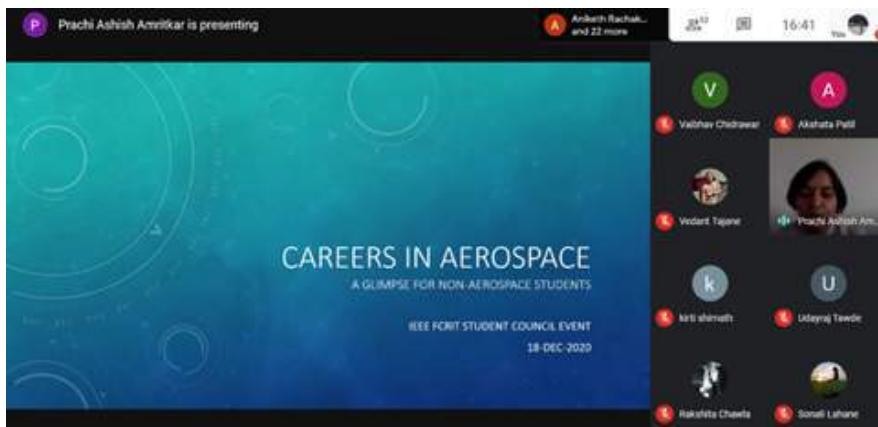 P
Prachi Ashish Amritkar is presenting
A
Aniketh Rachak...
and 22 more
32
16:41
You
CAREERS IN AEROSPACE
A GLIMPSE FOR NON-AEROSPACE STUDENTS
IEEE FCRIT STUDENT COUNCIL EVENT
18-DEC-2020
V
A
Vaibhav Chidrawar
Akshata Patil
Vedant Tajane
Prachi Ashish Am...
k
U
kirti shirnath
Udayraj Tawde
Rakshita Chawla
Sonali Lahane